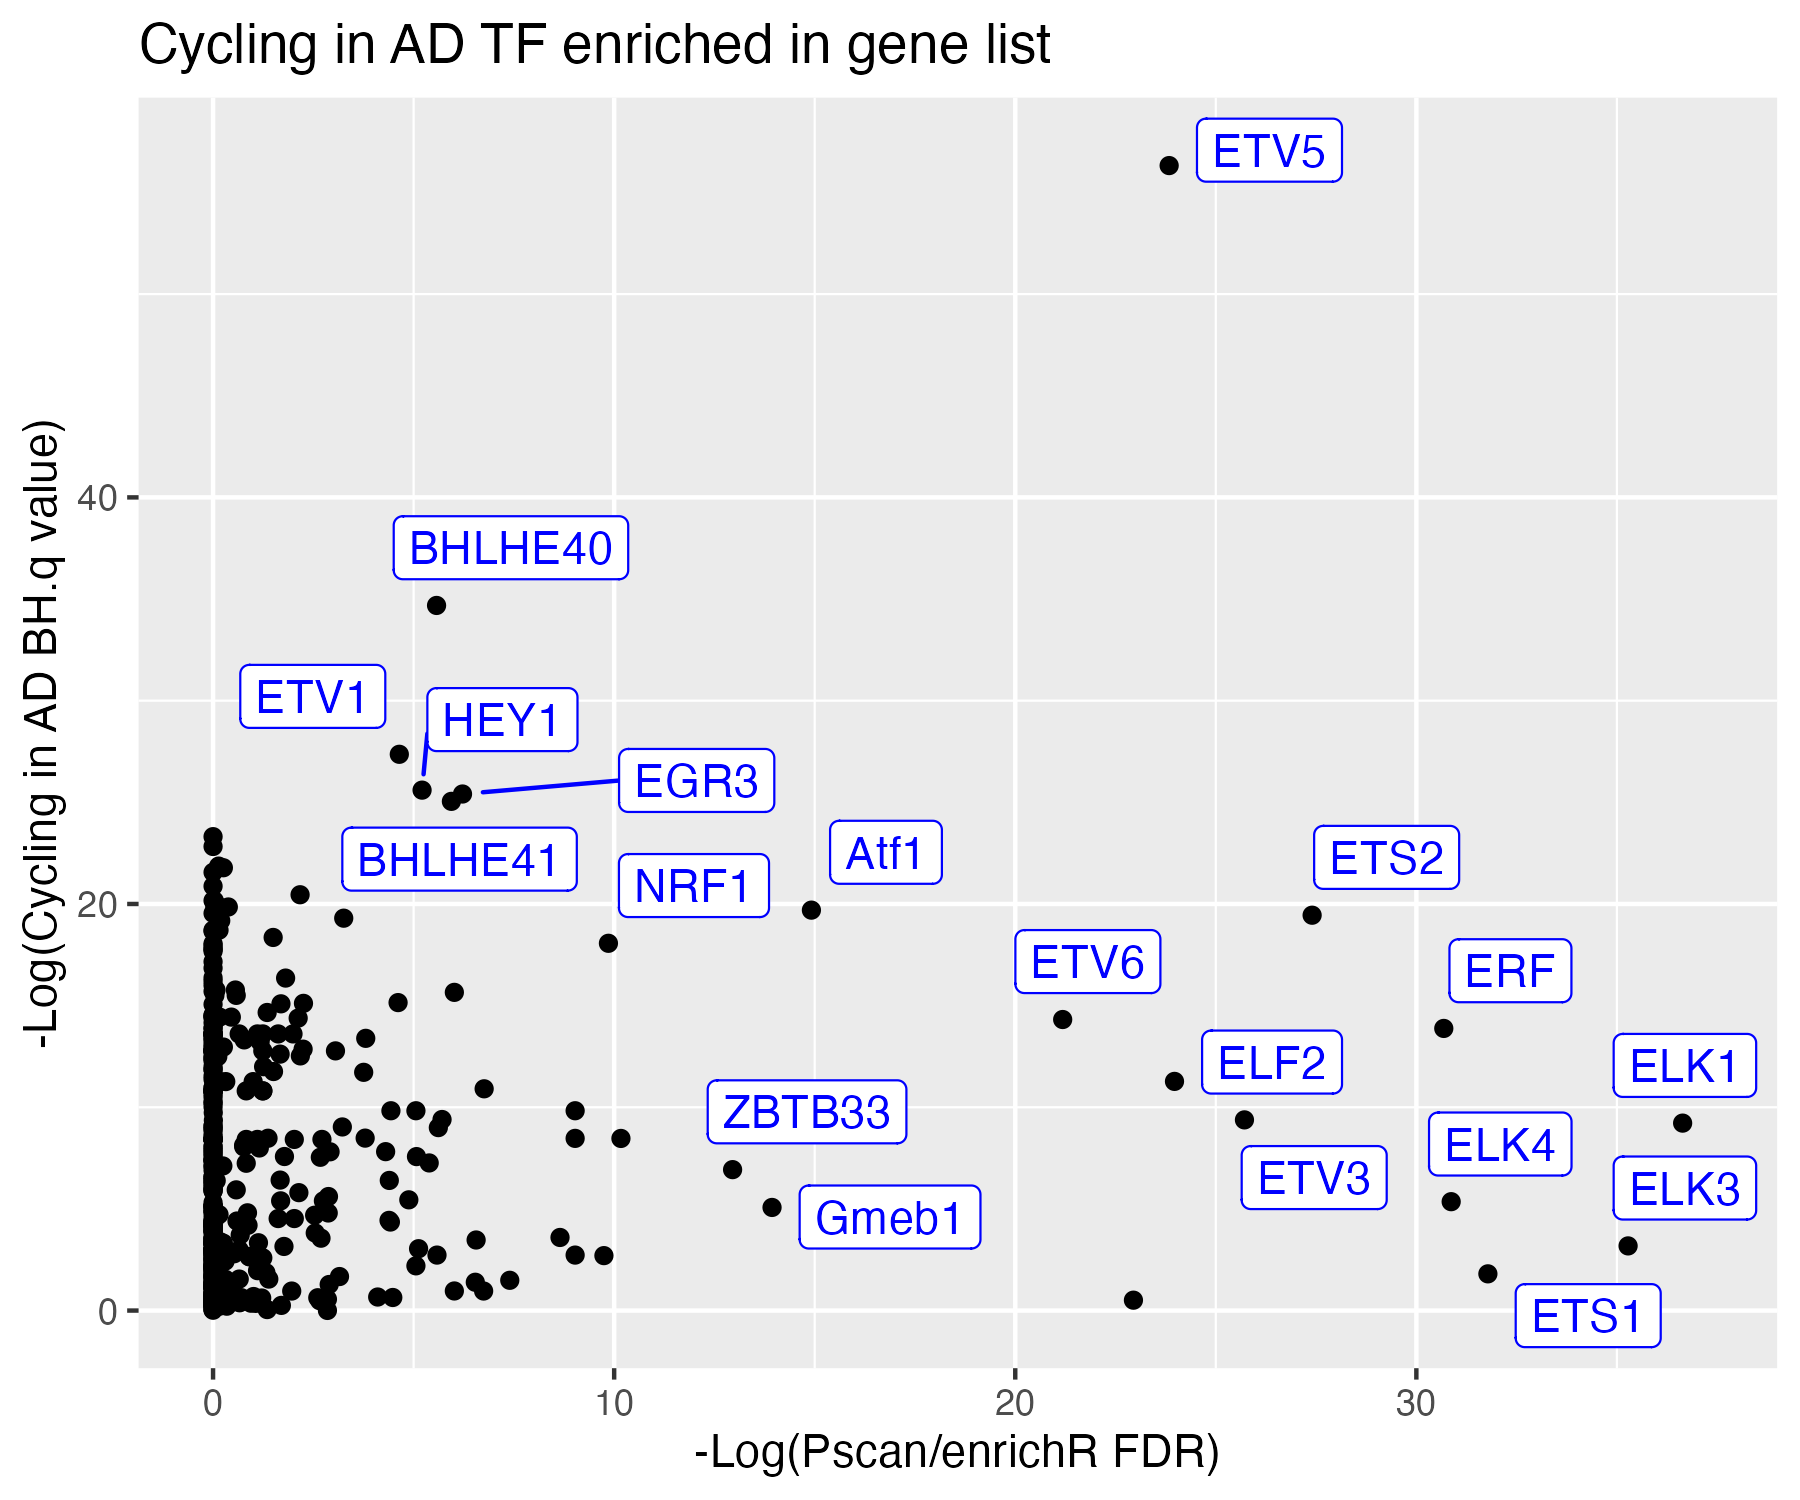 Cycling in AD TF enriched in gene list
ETV5
40
BHLHE40
ETV1
HEY1
EGR3
BHLHE41
Atf1
NRF1
ETS2
20
ETV6
ERF
ELF2
ELK1
ZBTB33
ELK4
ETV3
ELK3
Gmeb1
ETS1
0
0
10
20
30
-Log(Pscan/enrichR FDR)
-Log(Cycling in AD BH.q value)